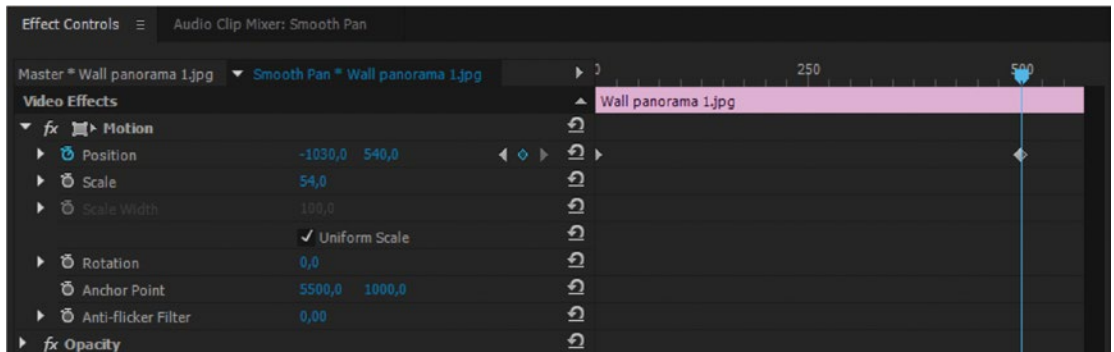 Effect Controls Audio Clip Mixer: Smooth Pan
Master * Wall panorama 1.jpg Smooth Pan * Wall panorama 1.jpg 0 250 500
Video Effects Wall panorama 1.jpg
fx Motion
Position -1030,0 540,0
Scale 54,0
Scale Width 100,0
Uniform Scale
Rotation 0,0
Anchor Point 5500,0 1000,0
Anti-flicker Filter 0,00
fx Opacity